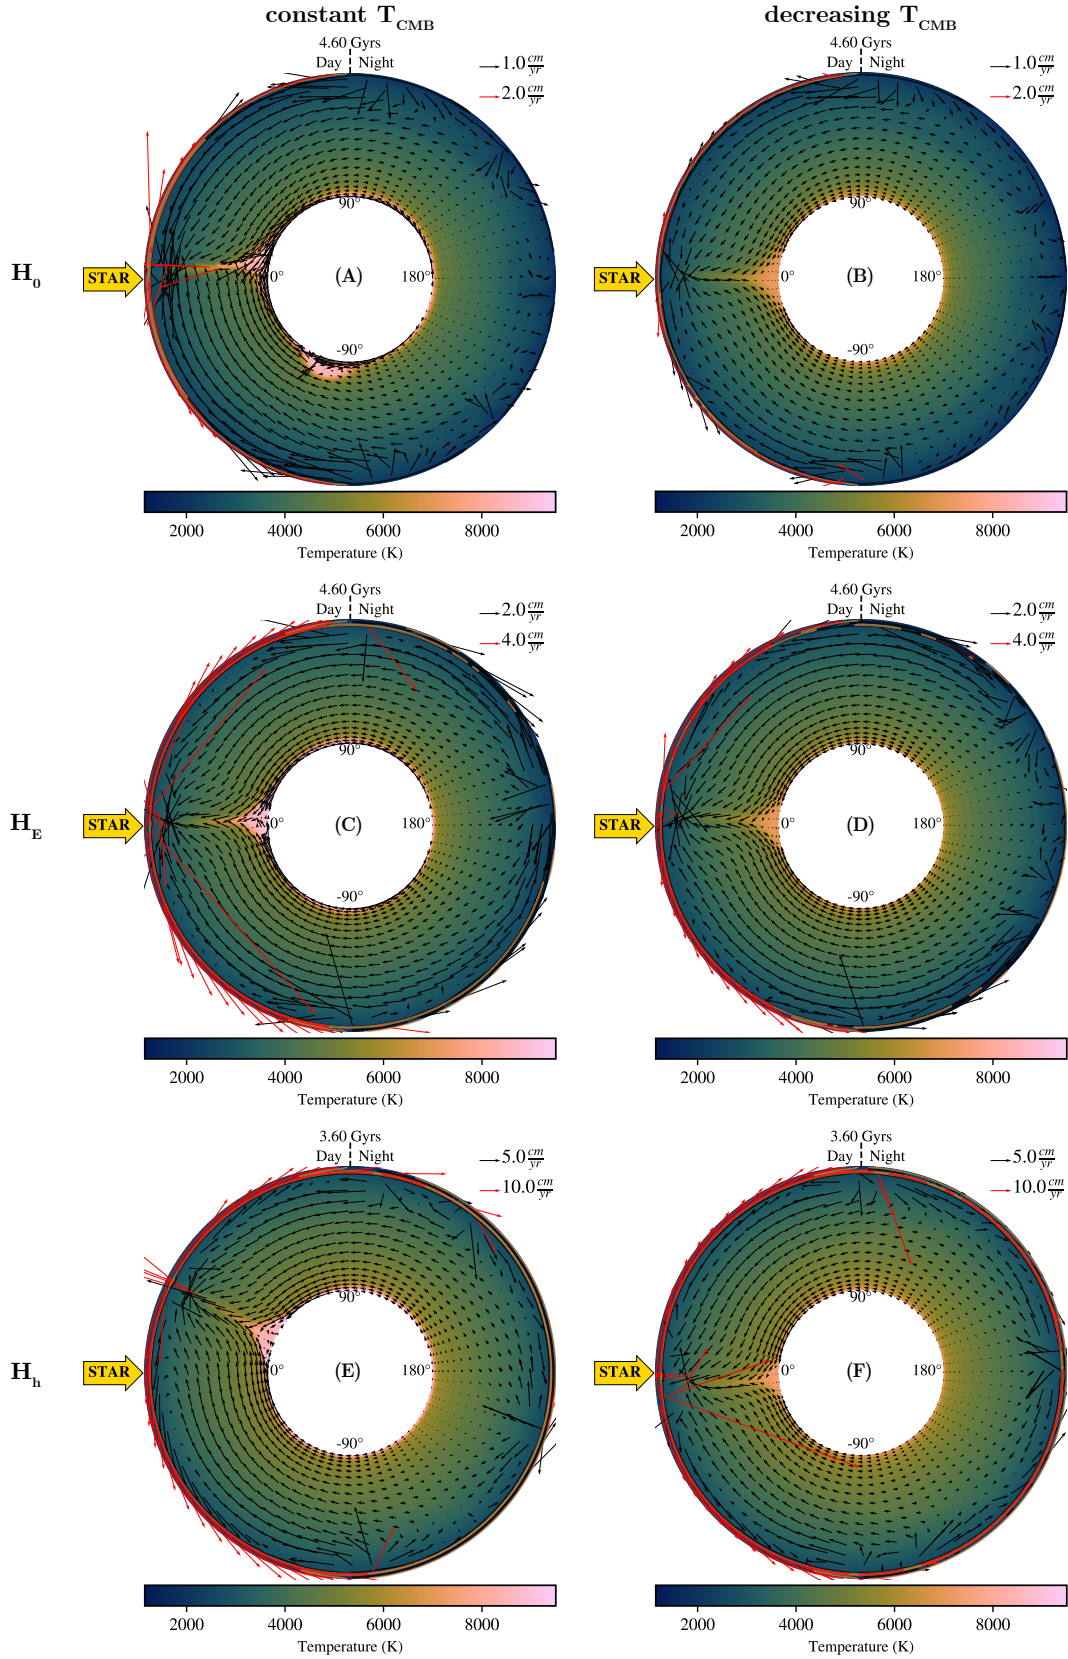 constant T_CMB decreasing T_CMB
4.60 Gyrs 4.60 Gyrs
Day Night 1.0 cm/yr Day Night 1.0 cm/yr
2.0 cm/yr 2.0 cm/yr
90° 90°
H_0 STAR 0° (A) 180° STAR 0° (B) 180°
-90° -90°
2000 4000 6000 8000 2000 4000 6000 8000
Temperature (K) Temperature (K)
4.60 Gyrs 4.60 Gyrs
Day Night 2.0 cm/yr Day Night 2.0 cm/yr
4.0 cm/yr 4.0 cm/yr
90° 90°
H_E STAR 0° (C) 180° STAR 0° (D) 180°
-90° -90°
2000 4000 6000 8000 2000 4000 6000 8000
Temperature (K) Temperature (K)
3.60 Gyrs 3.60 Gyrs
Day Night 5.0 cm/yr Day Night 5.0 cm/yr
10.0 cm/yr 10.0 cm/yr
90° 90°
H_h STAR 0° (E) 180° STAR 0° (F) 180°
-90° -90°
2000 4000 6000 8000 2000 4000 6000 8000
Temperature (K) Temperature (K)